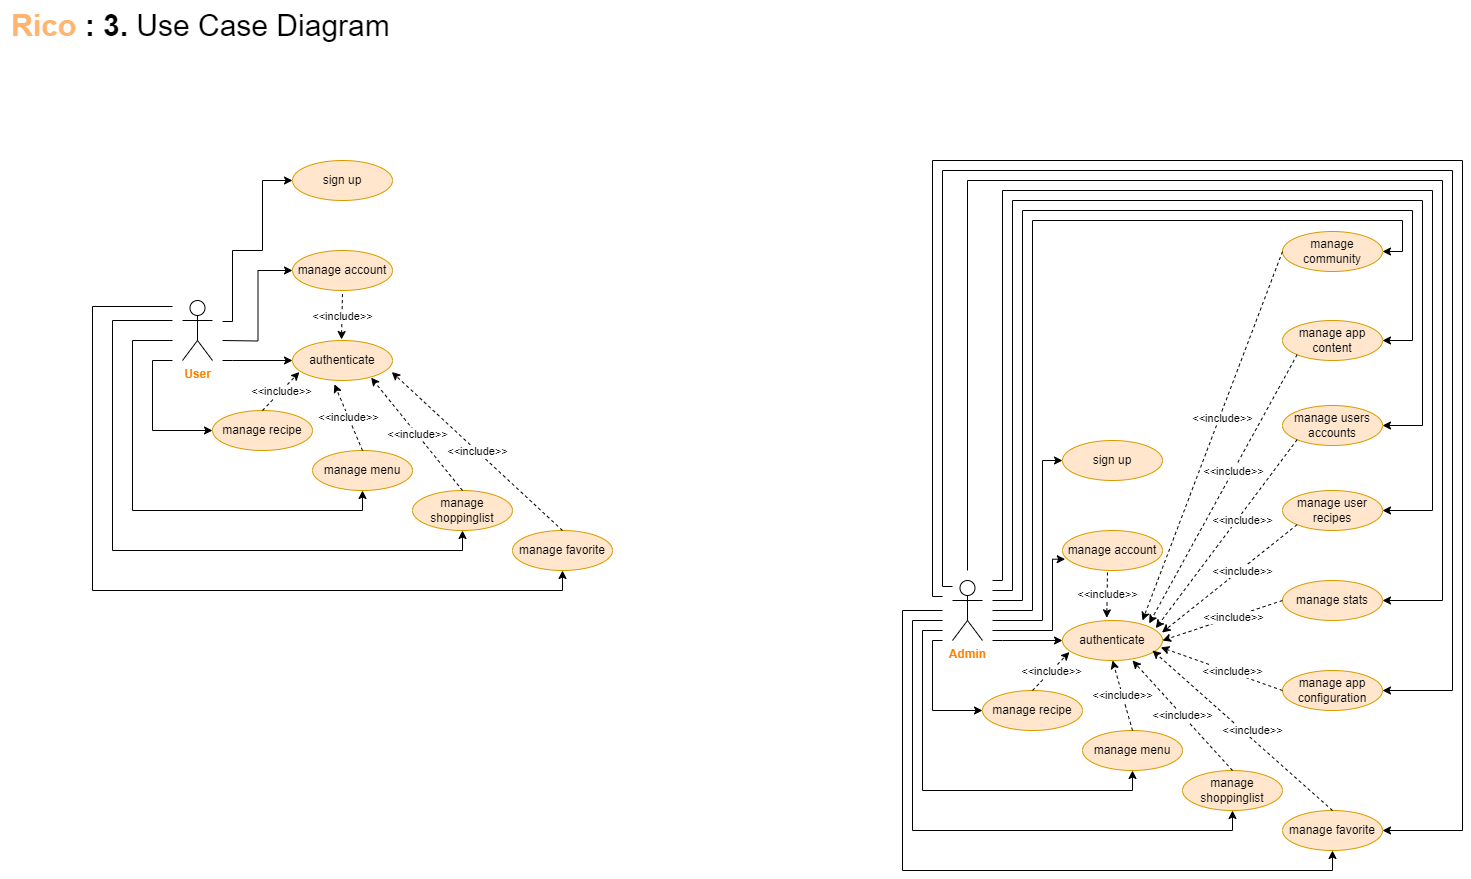 Rico : 3. Use Case Diagram
sign up
manage account
<<include>>
authenticate
User
<<include>>
manage recipe
<<include>>
manage menu
<<include>>
manage
shoppinglist
<<include>>
manage favorite
manage
community
manage app
content
<<include>>
manage users
accounts
<<include>>
sign up
manage user
recipes
<<include>>
manage account
<<include>>
<<include>>
manage stats
<<include>>
authenticate
Admin
<<include>>
manage app
configuration
<<include>>
manage recipe
<<include>>
manage menu
<<include>>
manage
shoppinglist
<<include>>
manage favorite